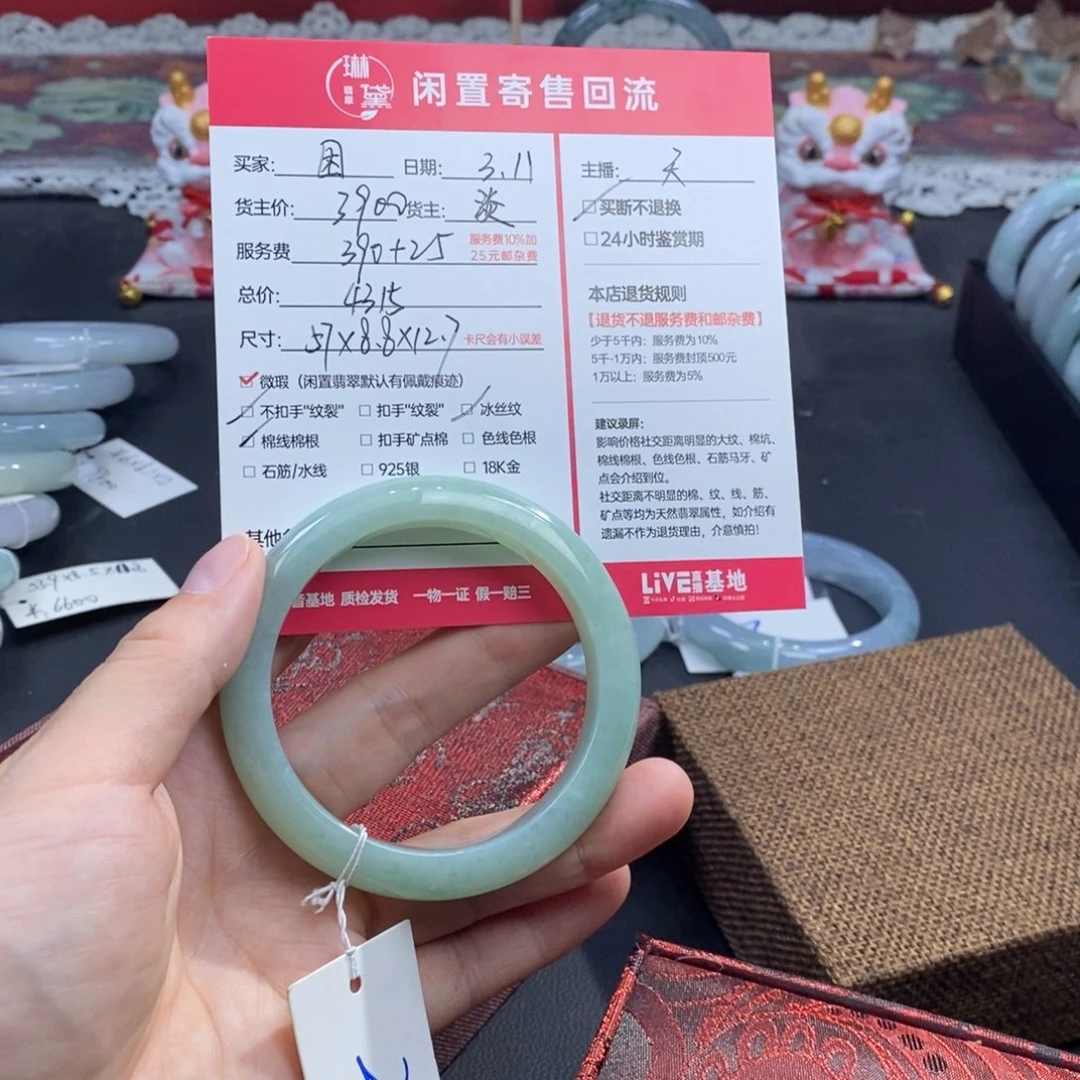 琳
翡翠
黛
闲置寄售回流
买家: 困 日期: 3.11
货主价: 3900 货主:
服务费 390+25 服务费10%加
25元邮杂费
总价: 4315
尺寸: 57×8.8×12.7 卡尺会有小误差
☑微瑕（闲置翡翠默认有佩戴痕迹）
☑不扣手"纹裂" □扣手"纹裂" ☑冰丝纹
☑棉线棉根 □扣手矿点棉 □色线色根
□石筋/水线 □925银 □18K金
其他
主播: 天
☑买断不退换
□24小时鉴赏期
本店退货规则
【退货不退服务费和邮杂费】
少于5千内：服务费为10%
5千-1万内：服务费封顶500元
1万以上：服务费为5%
建议录屏：
影响价格社交距离明显的大纹、棉坑、
棉线棉根、色线色根、石筋马牙、矿
点会介绍到位。
社交距离不明显的棉、纹、线、筋、
矿点等均为天然翡翠属性，如介绍有
遗漏不作为退货理由，介意慎拍！
音基地 质检发货 一物一证 假一赔三
LiVE直播基地
¥.6600